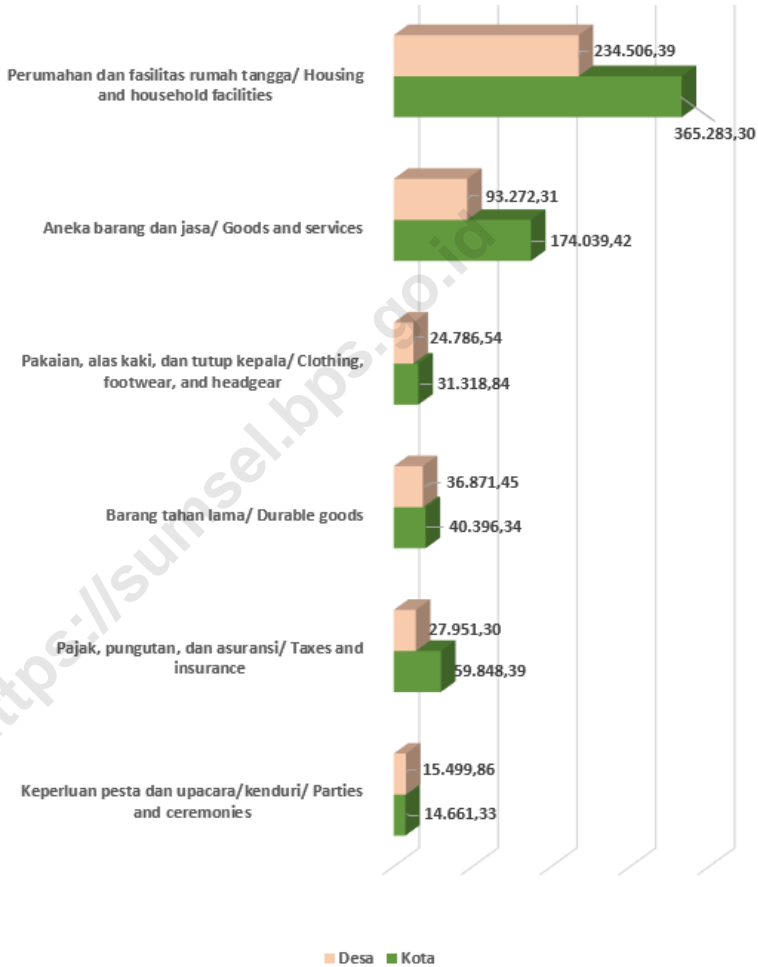 234.506,39
Perumahan dan fasilitas rumah tangga/ Housing
and household facilities
365.283,30
93.272,31
Aneka barang dan jasa/ Goods and services
174.039,42
24.786,54
Pakaian, alas kaki, dan tutup kepala/ Clothing,
footwear, and headgear
31.318,84
36.871,45
Barang tahan lama/ Durable goods
40.396,34
27.951,30
Pajak, pungutan, dan asuransi/ Taxes and
insurance
59.848,39
15.499,86
Keperluan pesta dan upacara/kenduri/ Parties
and ceremonies
14.661,33
Desa Kota
https://sumsel.bps.go.id